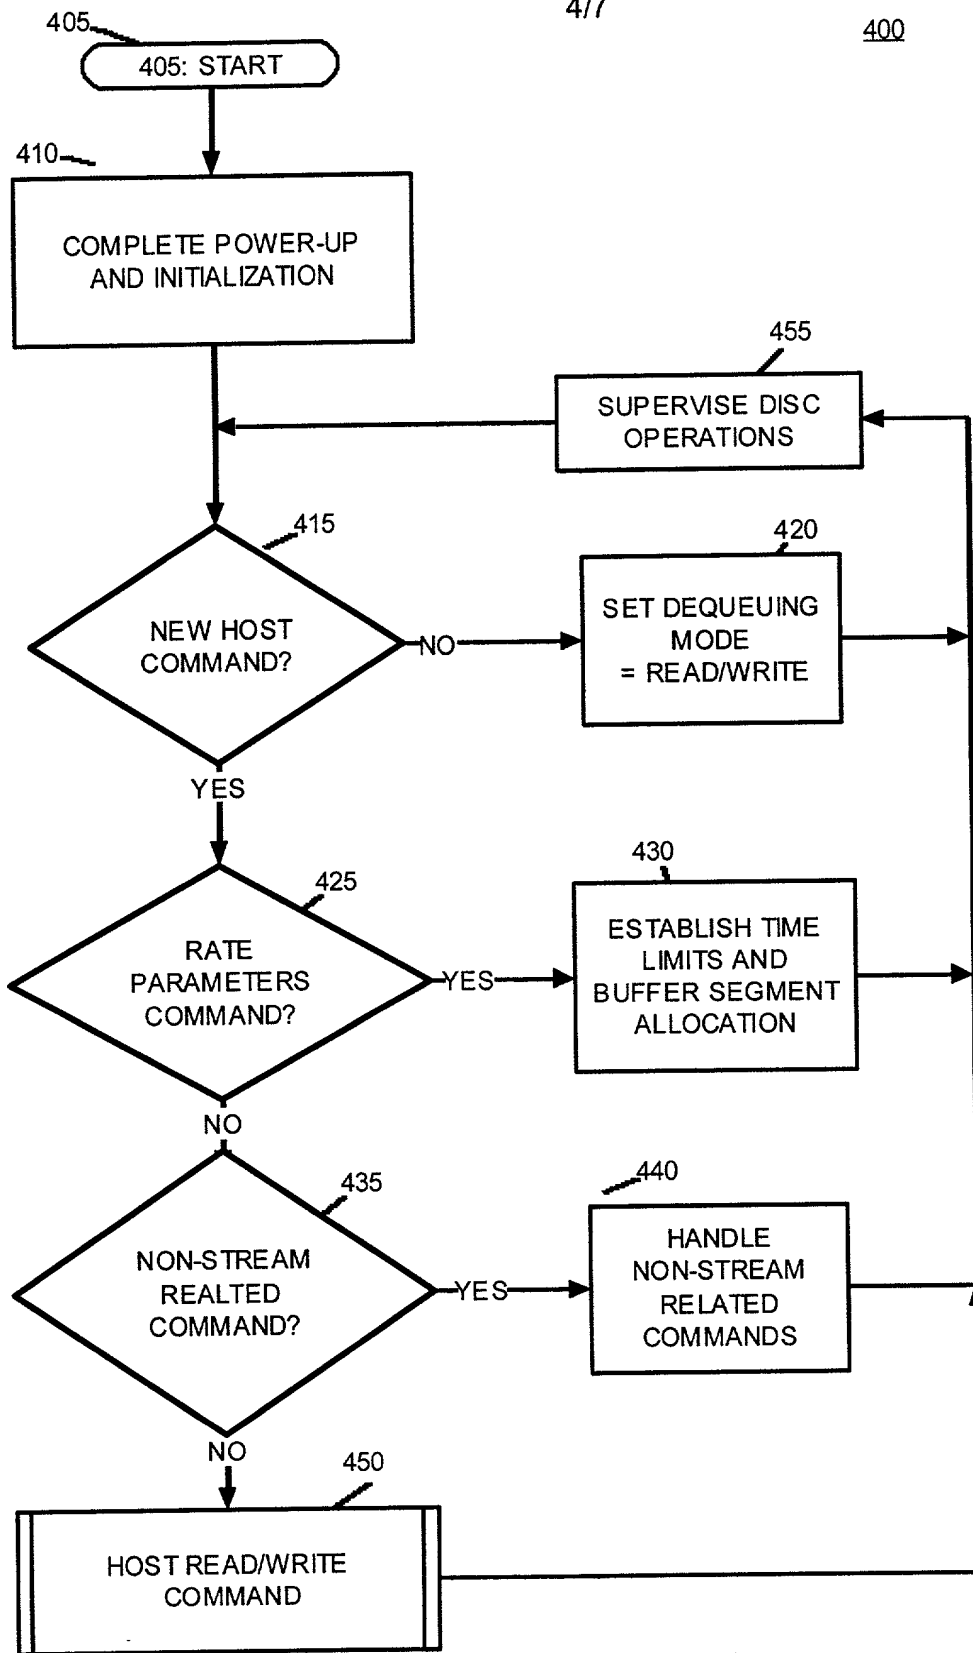 4/7
400
405
405: START
410
COMPLETE POWER-UP
AND INITIALIZATION
455
SUPERVISE DISC
OPERATIONS
415
NEW HOST
COMMAND?
NO
420
SET DEQUEUING
MODE
= READ/WRITE
YES
425
RATE
PARAMETERS
COMMAND?
YES
430
ESTABLISH TIME
LIMITS AND
BUFFER SEGMENT
ALLOCATION
NO
435
NON-STREAM
REALTED
COMMAND?
YES
440
HANDLE
NON-STREAM
RELATED
COMMANDS
NO
450
HOST READ/WRITE
COMMAND